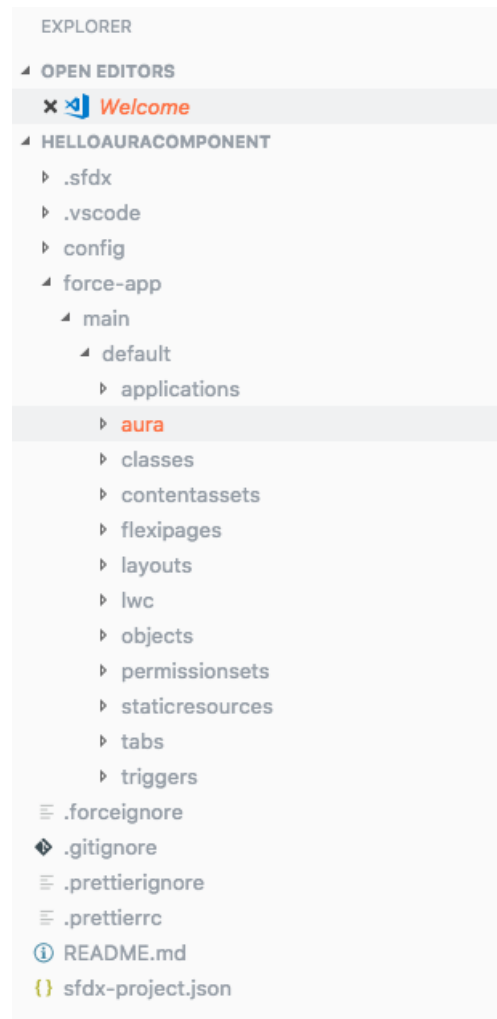 EXPLORER
OPEN EDITORS
Welcome
HELLOAURACOMPONENT
.sfdx
.vscode
config
force-app
main
default
applications
aura
classes
contentassets
flexipages
layouts
lwc
objects
permissionsets
staticresources
tabs
triggers
.forceignore
.gitignore
.prettierignore
.prettierrc
README.md
sfdx-project.json